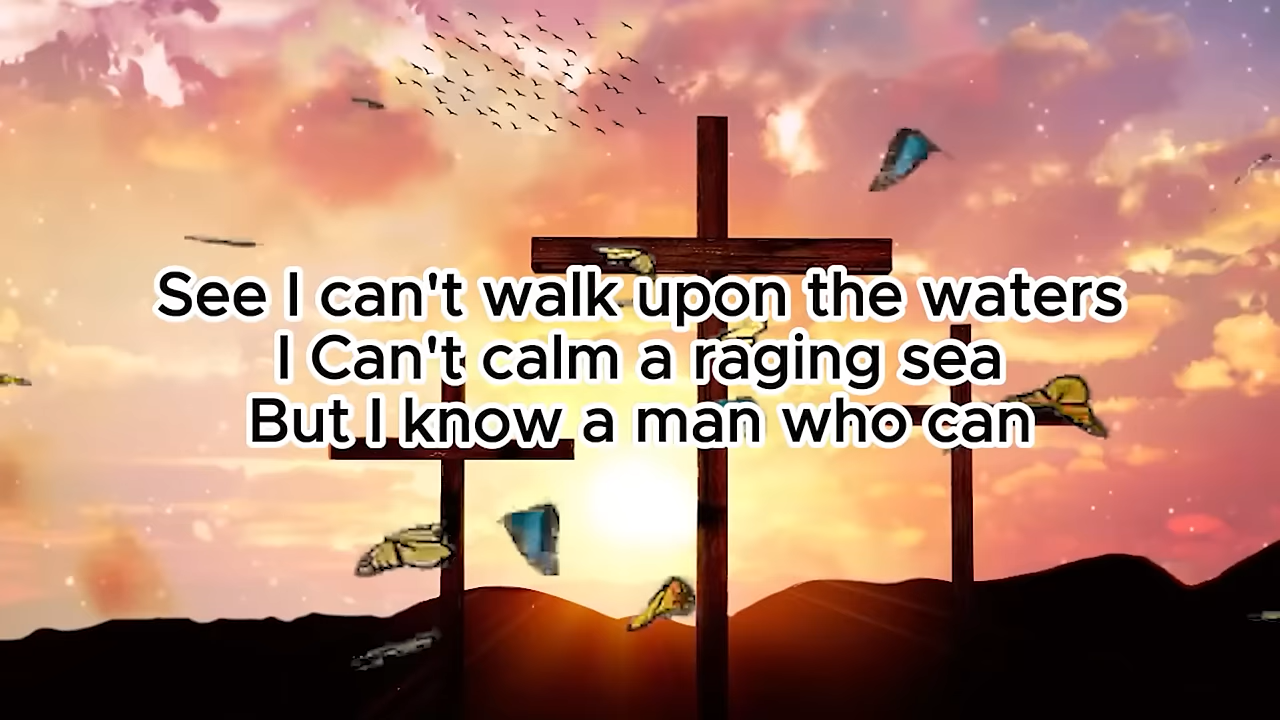 See I can't walk upon the waters
I Can't calm a raging sea
But I know a man who can